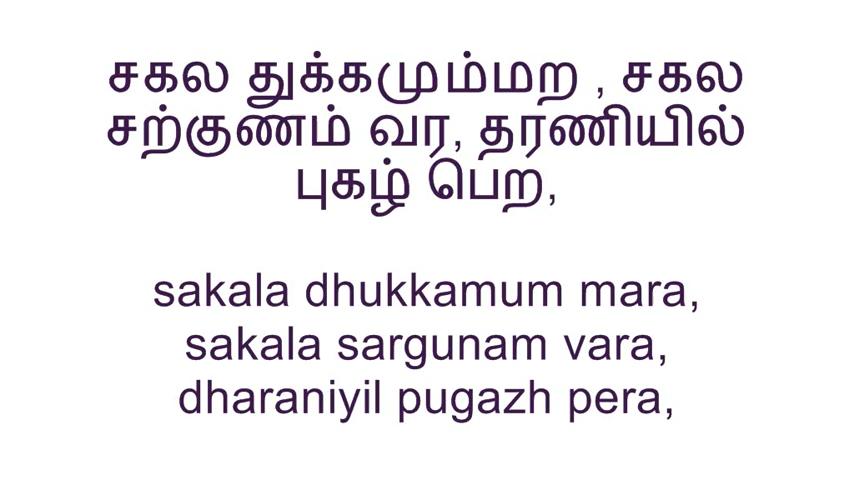 சகல துக்கமும்மற , சகல
சற்குணம் வர, தரணியில்
புகழ் பெற,
sakala dhukkamum mara,
sakala sargunam vara,
dharaniyil pugazh pera,